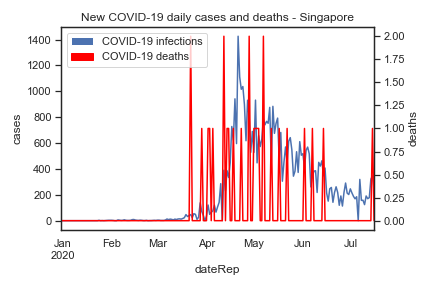 New COVID-19 daily cases and deaths - Singapore
COVID-19 infections
COVID-19 deaths
1400
1200
1000
800
600
400
200
0
cases
2.00
1.75
1.50
1.25
1.00
0.75
0.50
0.25
0.00
deaths
Jan Feb Mar Apr May Jun Jul
2020
dateRep